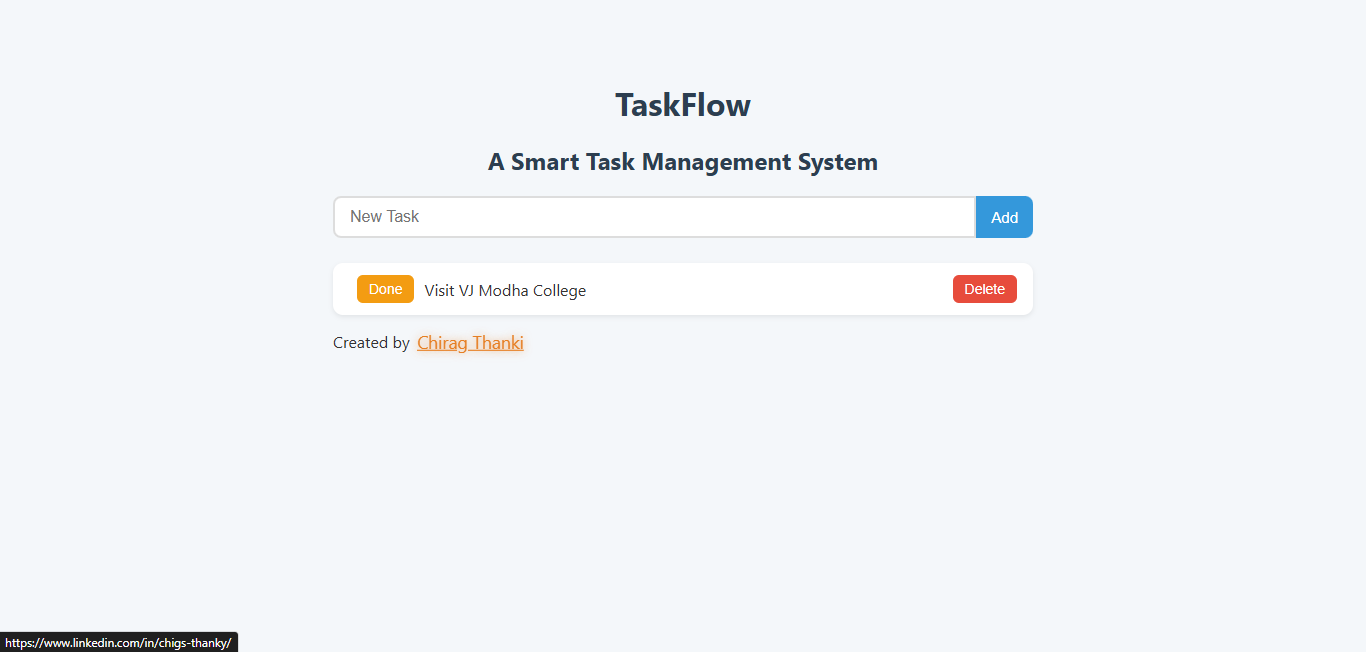 TaskFlow
A Smart Task Management System
New Task Add
Done Visit VJ Modha College Delete
Created by Chirag Thanki
https://www.linkedin.com/in/chigs-thanky/